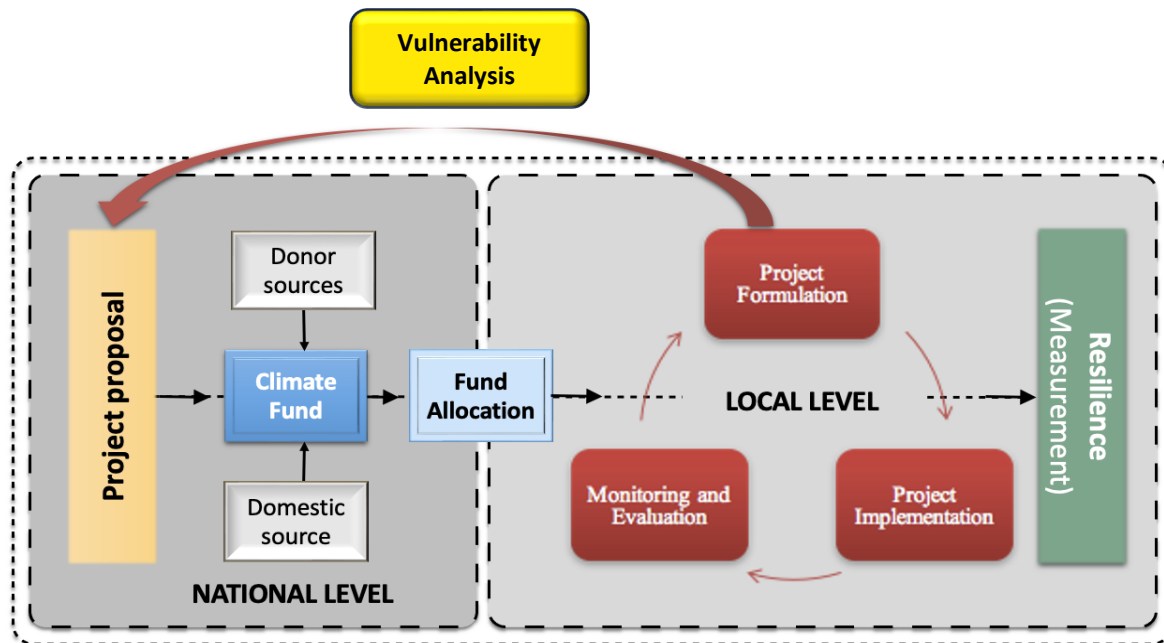 Vulnerability
Analysis
Project proposal
Donor
sources
Climate
Fund
Domestic
source
NATIONAL LEVEL
Fund
Allocation
Project
Formulation
LOCAL LEVEL
Monitoring and
Evaluation
Project
Implementation
Resilience
(Measurement)